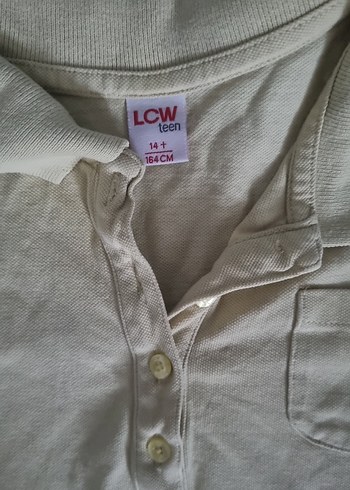 LCW
teen
14+
164 CM